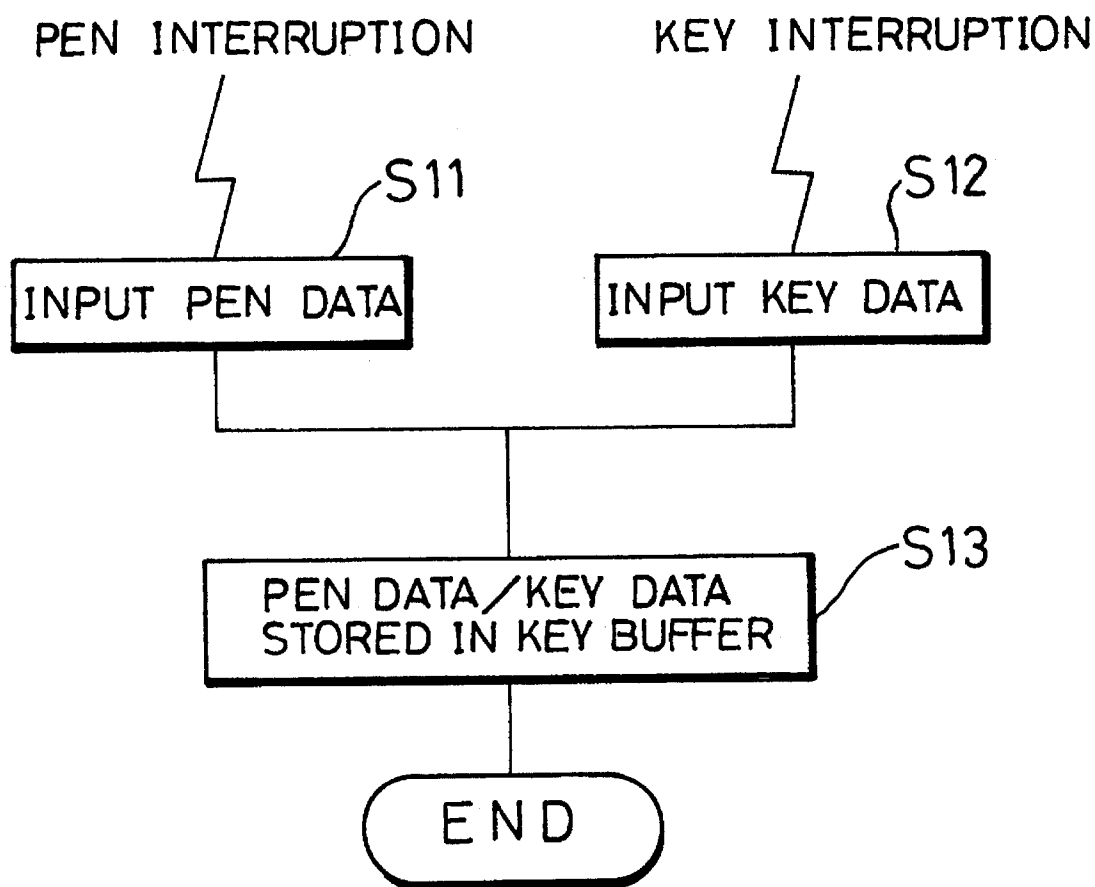 PEN INTERRUPTION
KEY INTERRUPTION
S11
S12
INPUT PEN DATA
INPUT KEY DATA
S13
PEN DATA/KEY DATA
STORED IN KEY BUFFER
END